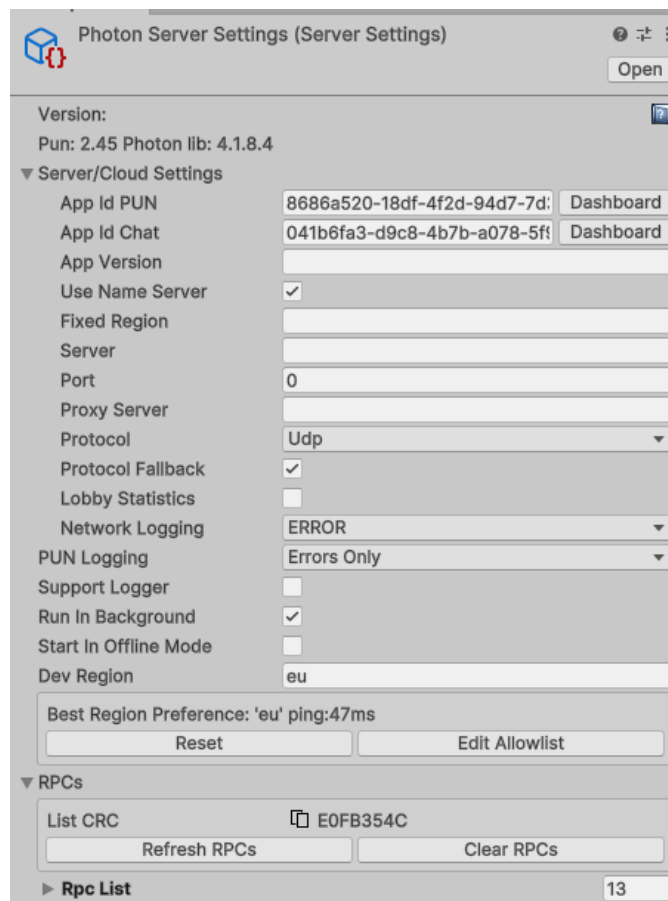 Photon Server Settings (Server Settings)
Open
Version:
Pun: 2.45 Photon lib: 4.1.8.4
Server/Cloud Settings
App Id PUN 8686a520-18df-4f2d-94d7-7d Dashboard
App Id Chat 041b6fa3-d9c8-4b7b-a078-5f Dashboard
App Version
Use Name Server
Fixed Region
Server
Port 0
Proxy Server
Protocol Udp
Protocol Fallback
Lobby Statistics
Network Logging ERROR
PUN Logging Errors Only
Support Logger
Run In Background
Start In Offline Mode
Dev Region eu
Best Region Preference: 'eu' ping:47ms
Reset Edit Allowlist
RPCs
List CRC E0FB354C
Refresh RPCs Clear RPCs
Rpc List 13